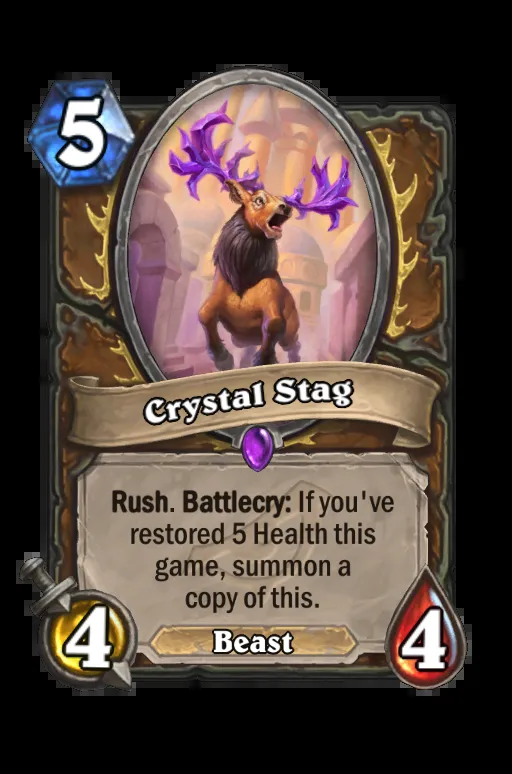 5
Crystal Stag
Rush. Battlecry: If you've
restored 5 Health this
game, summon a
copy of this.
4
Beast
4